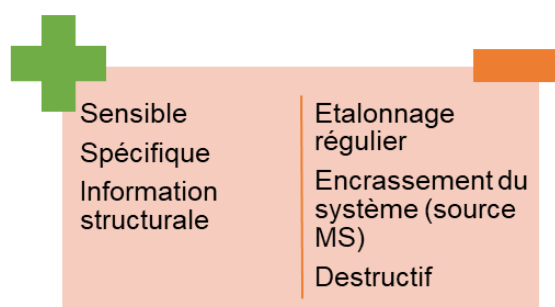 Sensible
Spécifique
Information
structurale
Etalonnage
régulier
Encrassement du
système (source
MS)
Destructif